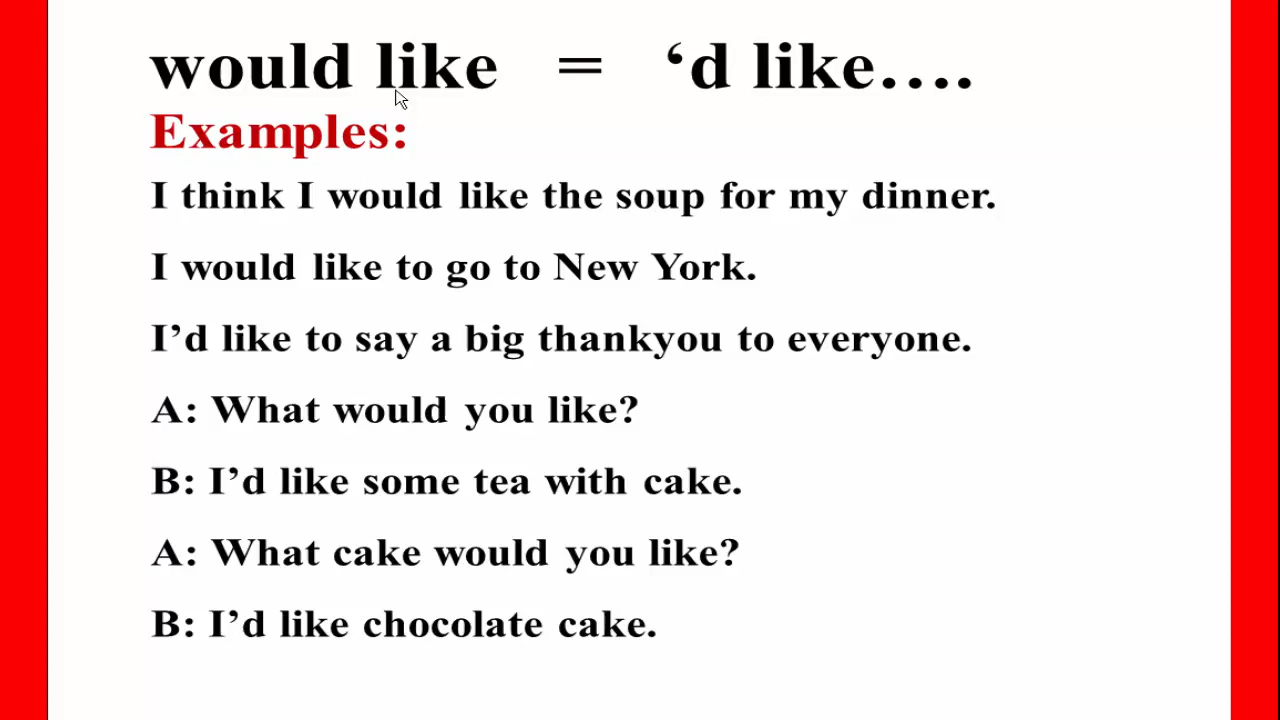 would like = ‘d like….
Examples:
I think I would like the soup for my dinner.
I would like to go to New York.
I’d like to say a big thankyou to everyone.
A: What would you like?
B: I’d like some tea with cake.
A: What cake would you like?
B: I’d like chocolate cake.